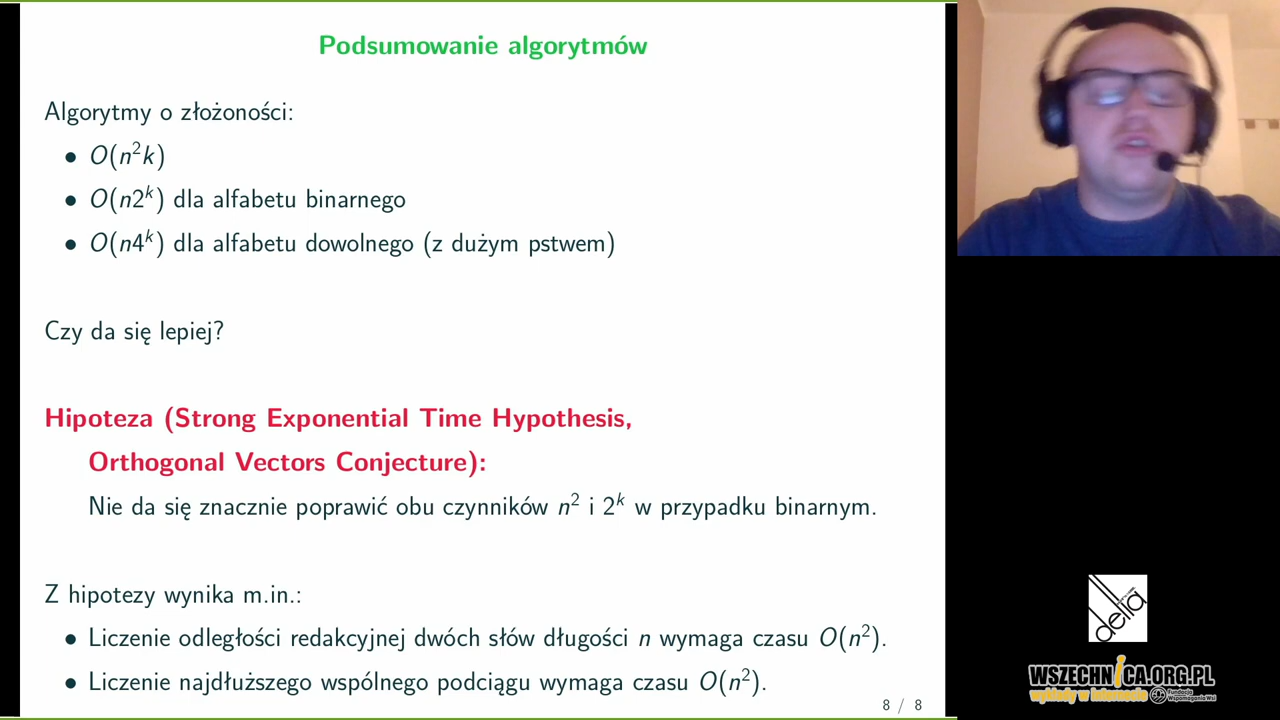 Podsumowanie algorytmów
Algorytmy o złożoności:
• O(n²k)
• O(n2ᵏ) dla alfabetu binarnego
• O(n4ᵏ) dla alfabetu dowolnego (z dużym pstwem)
Czy da się lepiej?
Hipoteza (Strong Exponential Time Hypothesis,
Orthogonal Vectors Conjecture):
Nie da się znacznie poprawić obu czynników n² i 2ᵏ w przypadku binarnym.
Z hipotezy wynika m.in.:
• Liczenie odległości redakcyjnej dwóch słów długości n wymaga czasu O(n²).
• Liczenie najdłuższego wspólnego podciągu wymaga czasu O(n²).
8 / 8
delta
WSZECHNICA.ORG.PL
wykłady w internecie